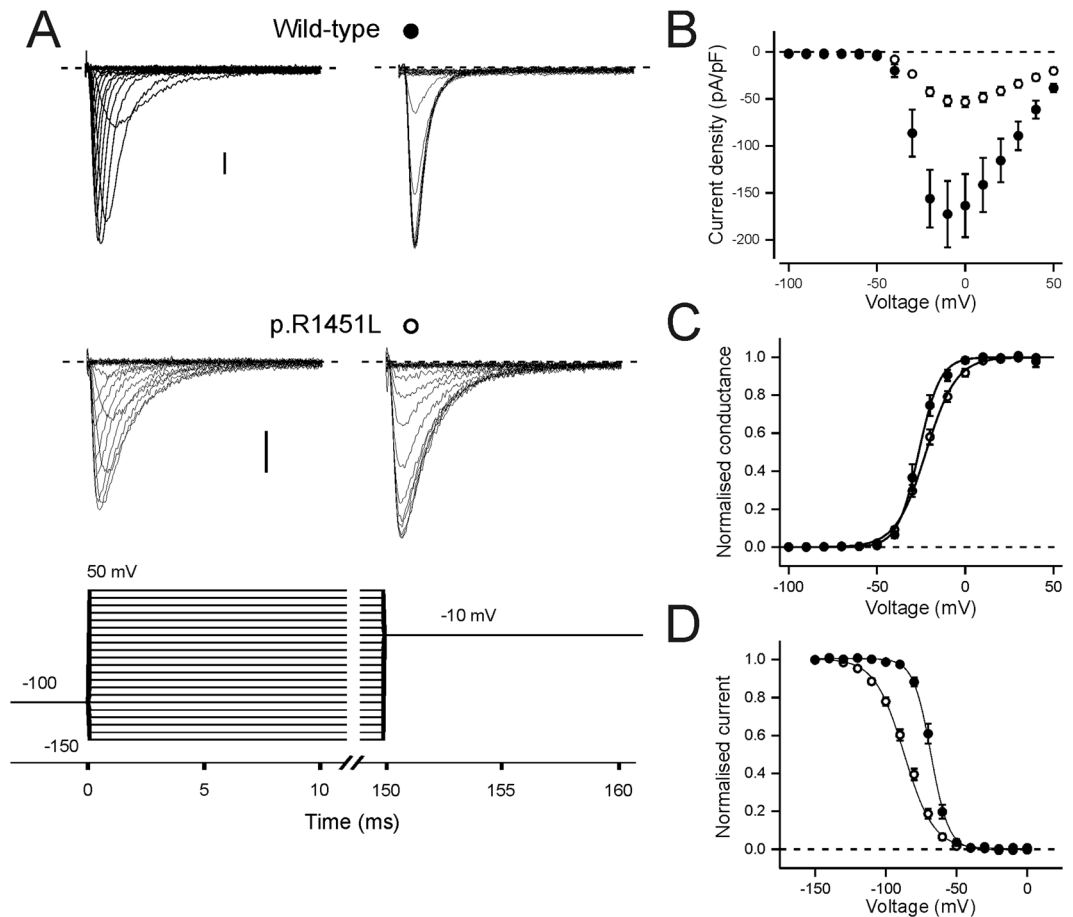 A
Wild-type
p.R1451L
50 mV
-10 mV
-100
-150
0 5 10 150 155 160
Time (ms)
B
Current density (pA/pF)
0
-50
-100
-150
-200
-100 -50 0 50
Voltage (mV)
C
Normalised conductance
1.0
0.8
0.6
0.4
0.2
0.0
-100 -50 0 50
Voltage (mV)
D
Normalised current
1.0
0.8
0.6
0.4
0.2
0.0
-150 -100 -50 0
Voltage (mV)